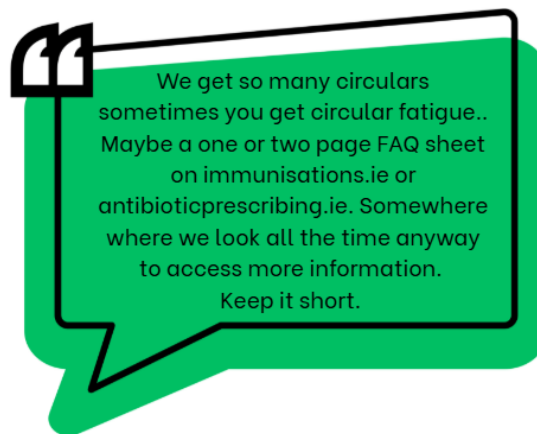 We get so many circulars
sometimes you get circular fatigue..
Maybe a one or two page FAQ sheet
on immunisations.ie or
antibioticprescribing.ie. Somewhere
where we look all the time anyway
to access more information.
Keep it short.